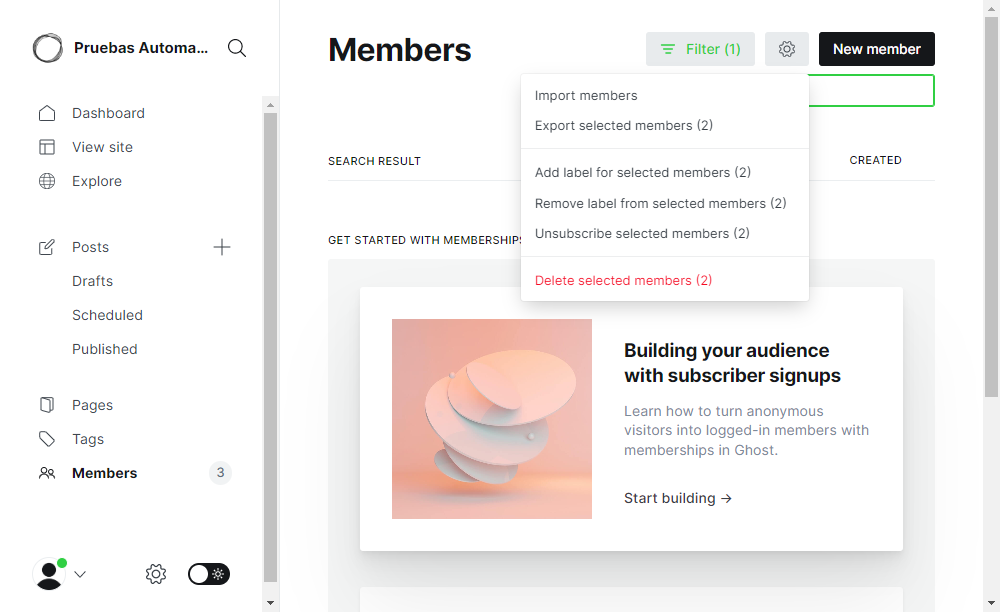 Pruebas Automa...
Dashboard
View site
Explore
Posts
Drafts
Scheduled
Published
Pages
Tags
Members
3
Members
Filter (1)
New member
Import members
Export selected members (2)
Add label for selected members (2)
Remove label from selected members (2)
Unsubscribe selected members (2)
Delete selected members (2)
SEARCH RESULT
CREATED
GET STARTED WITH MEMBERSHIPS
Building your audience
with subscriber signups
Learn how to turn anonymous
visitors into logged-in members with
memberships in Ghost.
Start building →